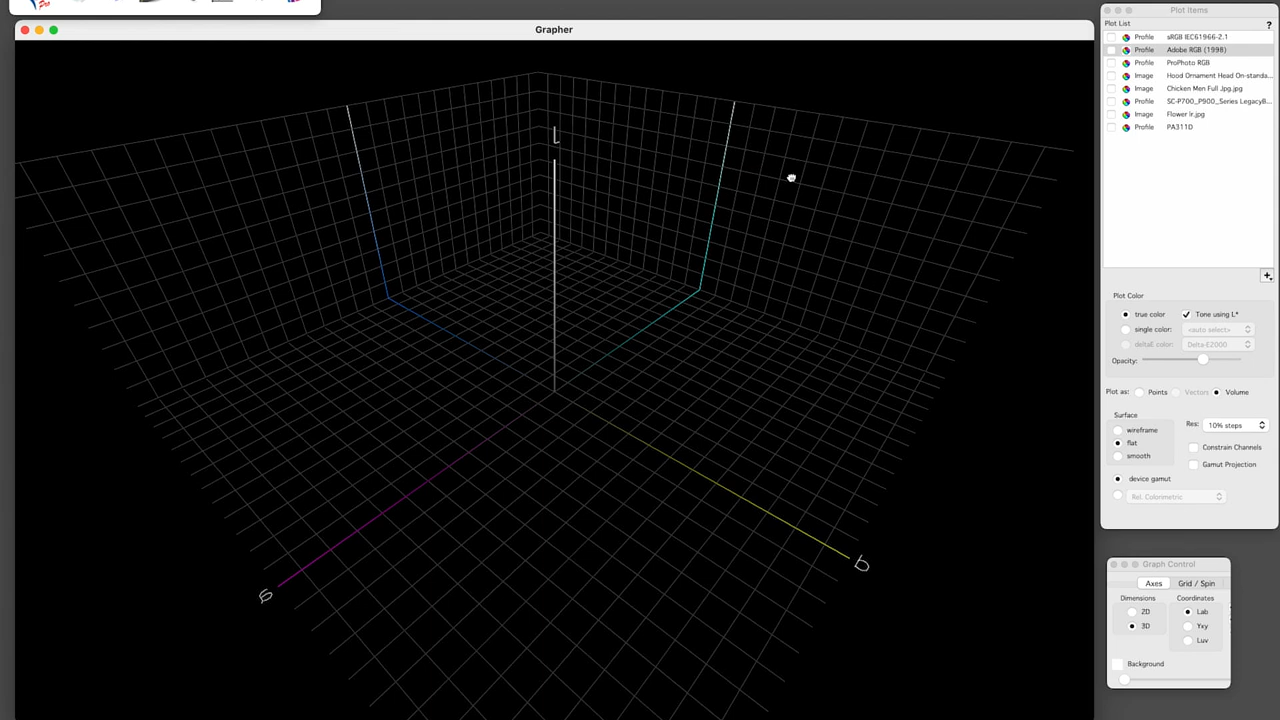 Pro
Grapher
L
a
b
Plot Items
Plot List
?
Profile sRGB IEC61966-2.1
Profile Adobe RGB (1998)
Profile ProPhoto RGB
Image Hood Ornament Head On-standa...
Image Chicken Men Full Jpg.jpg
Profile SC-P700_P900_Series LegacyB...
Image Flower lr.jpg
Profile PA311D
+
Plot Color
true color Tone using L*
single color: <auto select>
deltaE color: Delta-E2000
Opacity:
Plot as: Points Vectors Volume
Surface
Res: 10% steps
wireframe
flat
smooth
Constrain Channels
Gamut Projection
device gamut
Rel. Colorimetric
Graph Control
Axes Grid / Spin
Dimensions Coordinates
2D Lab
3D Yxy
Luv
Background